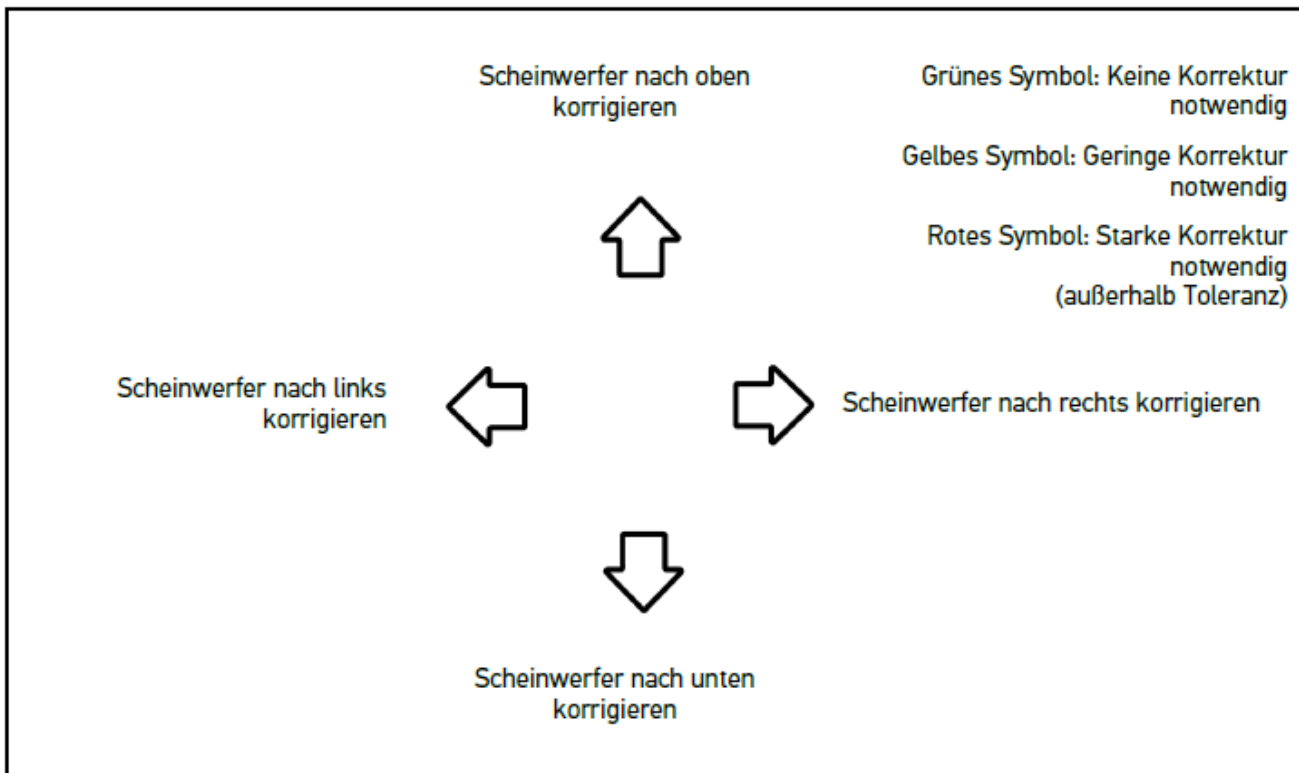 Scheinwerfer nach oben
korrigieren
Grünes Symbol: Keine Korrektur
notwendig
Gelbes Symbol: Geringe Korrektur
notwendig
Rotes Symbol: Starke Korrektur
notwendig
(außerhalb Toleranz)
Scheinwerfer nach links
korrigieren
Scheinwerfer nach rechts korrigieren
Scheinwerfer nach unten
korrigieren